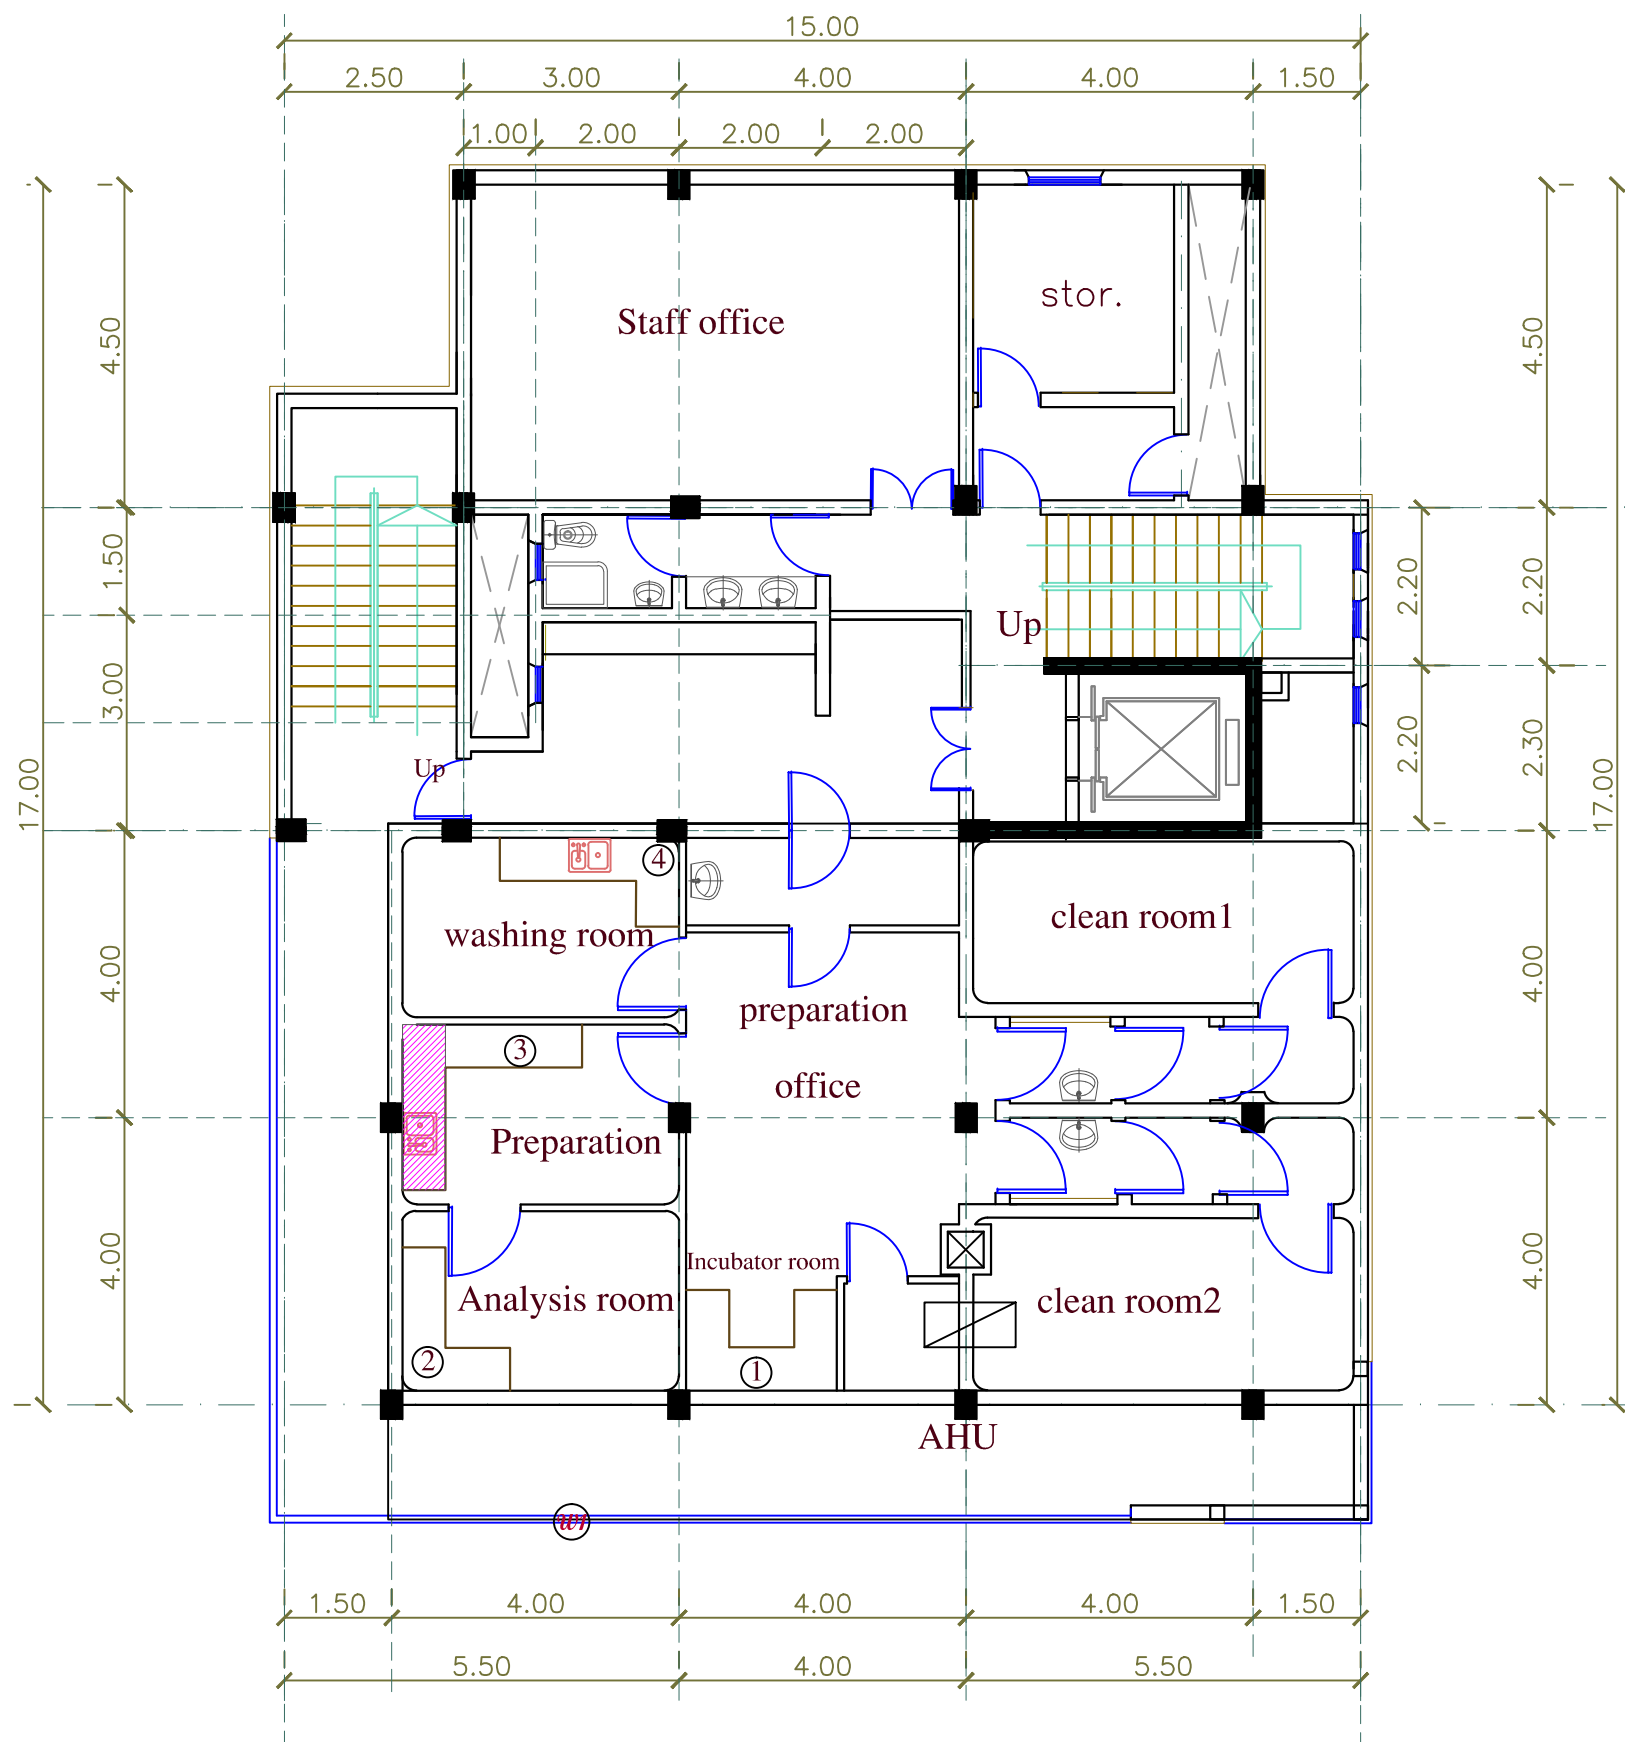 15.00
2.50 3.00 4.00 4.00 1.50
1.00 2.00 2.00 2.00
4.50
1.50
3.00
17.00
4.00
4.00
stor.
Staff office
Up
Up
4
washing room
clean room1
preparation
office
3
Preparation
Incubator room
Analysis room
clean room2
2
1
AHU
wr
4.50
2.20
2.20
2.20
2.30
17.00
4.00
4.00
1.50 4.00 4.00 4.00 1.50
5.50 4.00 5.50